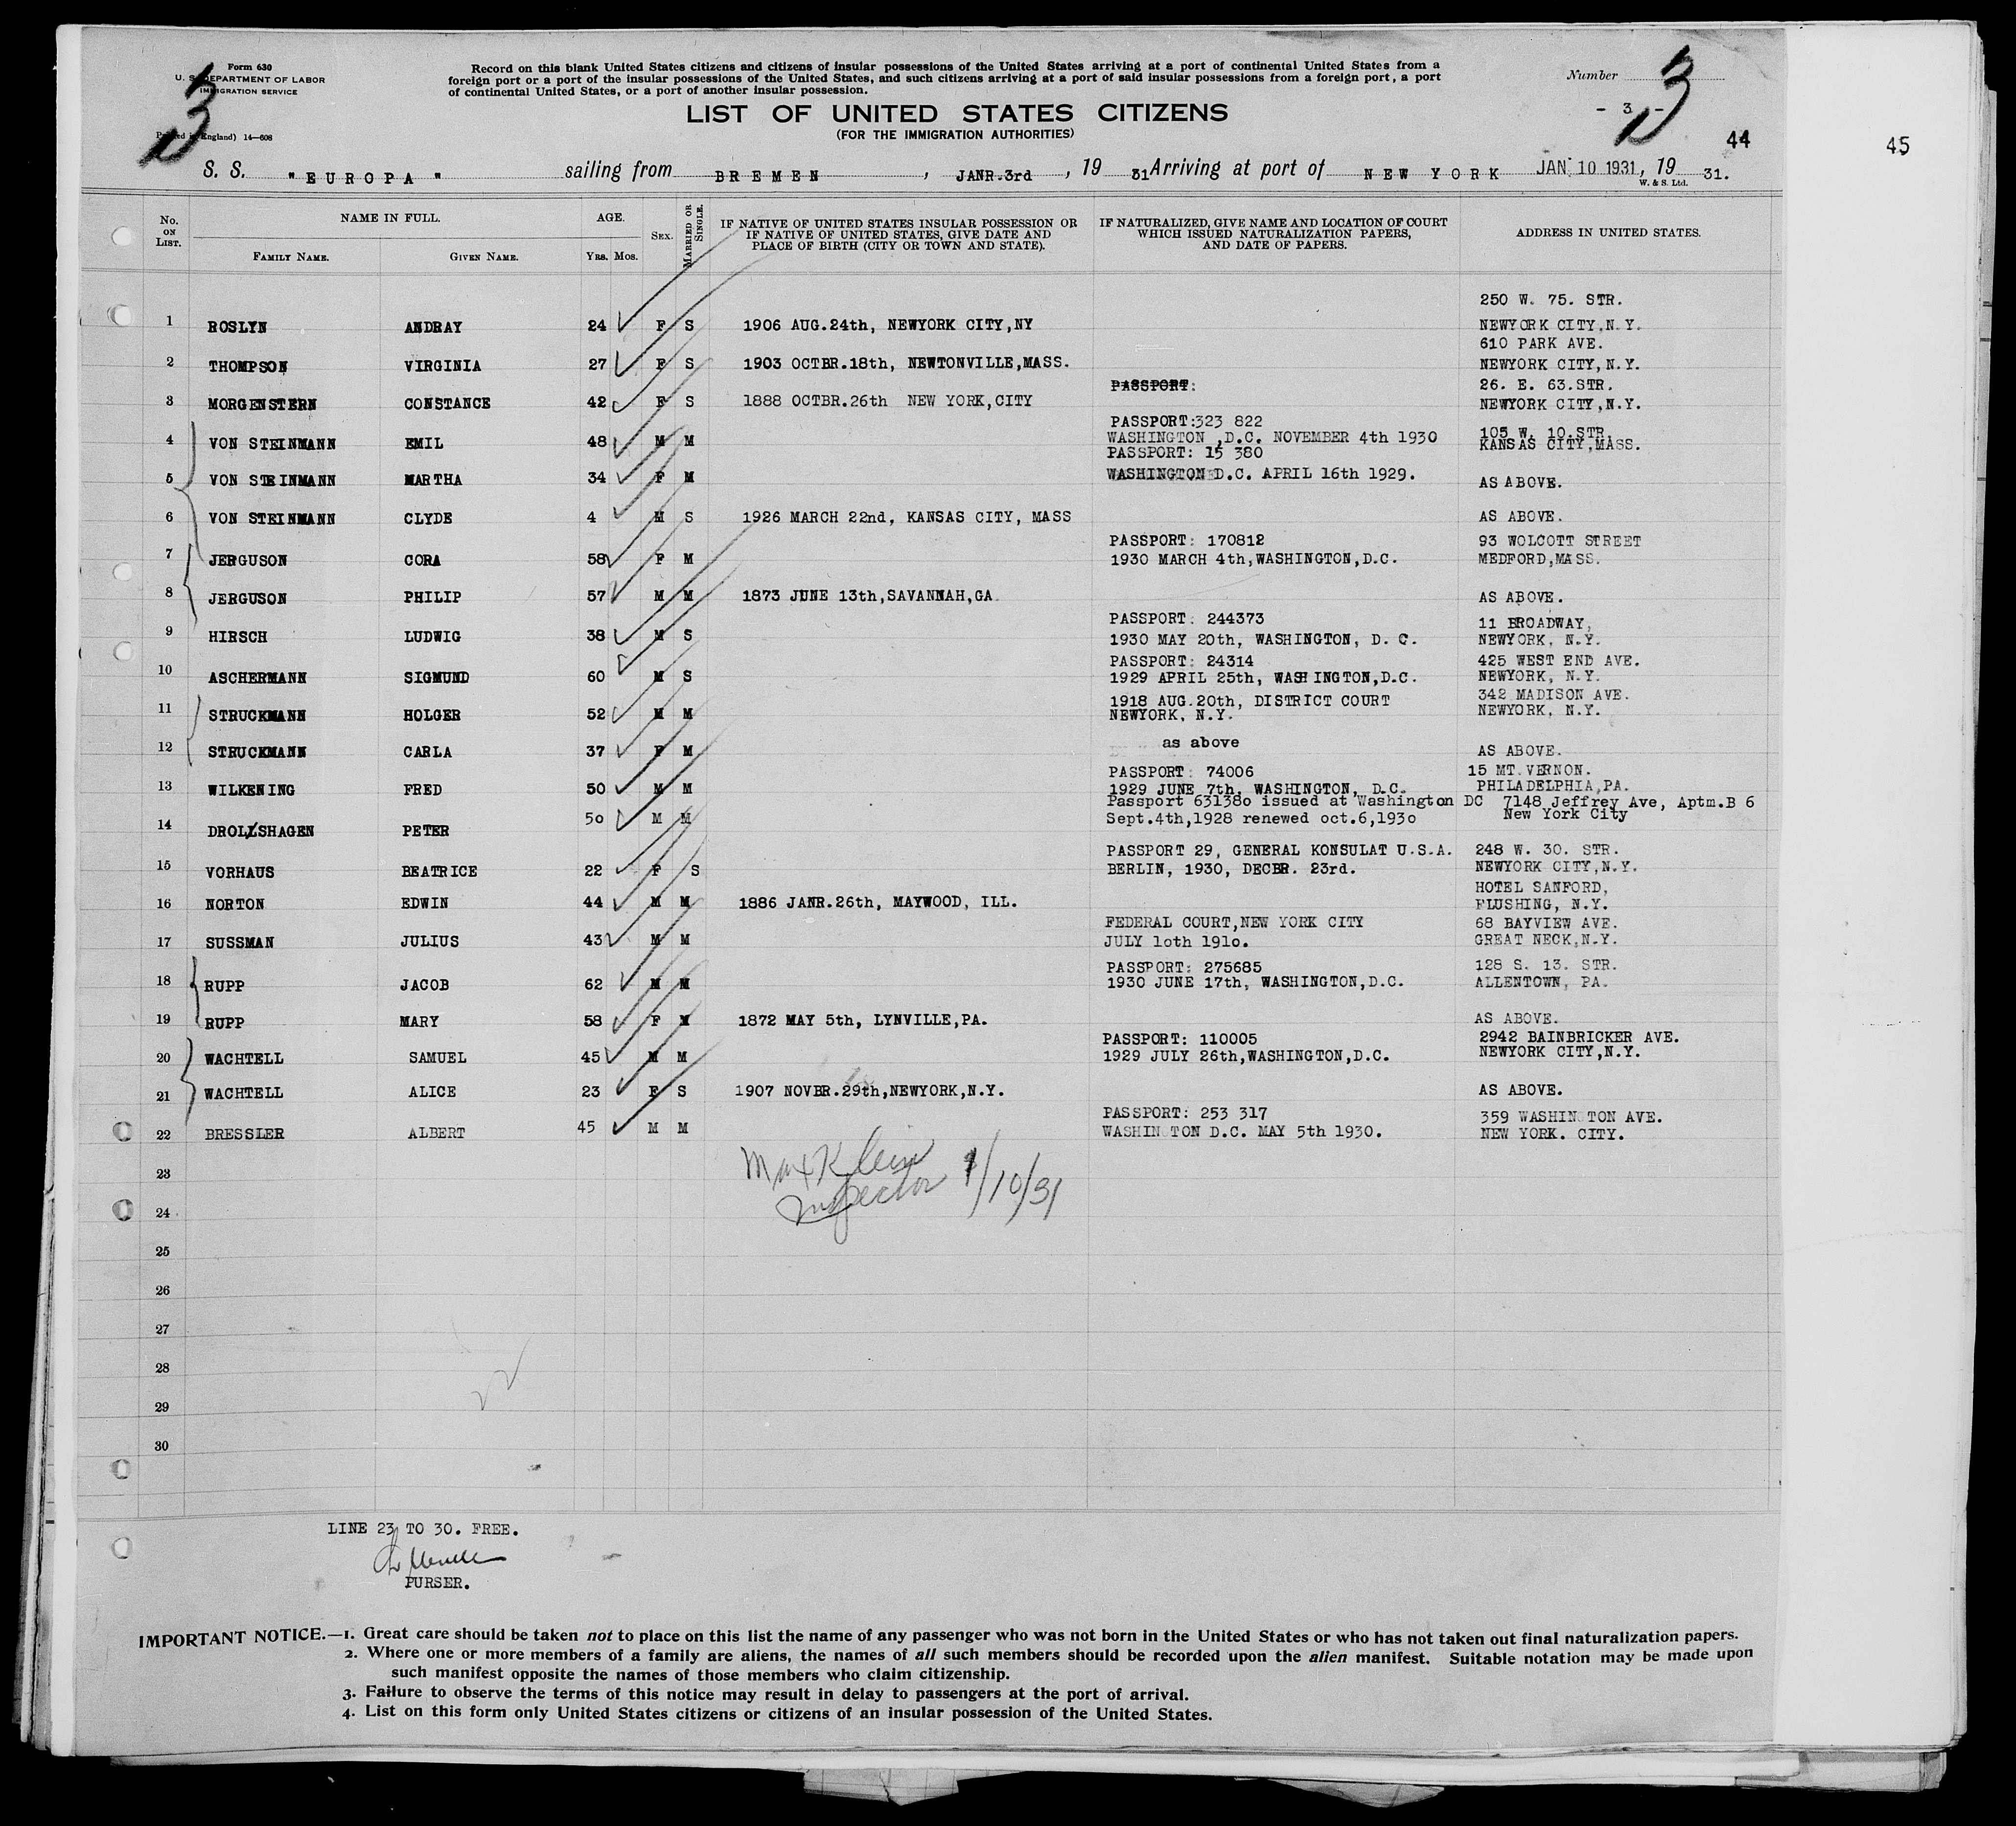 Form 630
U. S. DEPARTMENT OF LABOR
IMMIGRATION SERVICE
(Printed in England) 14—608
Record on this blank United States citizens and citizens of insular possessions of the United States arriving at a port of continental United States from a
foreign port or a port of the insular possessions of the United States, and such citizens arriving at a port of said insular possessions from a foreign port, a port
of continental United States, or a port of another insular possession.
Number
3
3
- 3 -
44
45
LIST OF UNITED STATES CITIZENS
(FOR THE IMMIGRATION AUTHORITIES)
S. S. "EUROPA" sailing from BREMEN, JANR.3rd, 19 31 Arriving at port of NEW YORK JAN 10 1931, 19 31.
W. & S. Ltd.
No. ON LIST.
NAME IN FULL.
FAMILY NAME. GIVEN NAME.
AGE.
YRS. MOS.
SEX.
MARRIED OR SINGLE.
IF NATIVE OF UNITED STATES INSULAR POSSESSION OR
IF NATIVE OF UNITED STATES, GIVE DATE AND
PLACE OF BIRTH (CITY OR TOWN AND STATE).
IF NATURALIZED, GIVE NAME AND LOCATION OF COURT
WHICH ISSUED NATURALIZATION PAPERS,
AND DATE OF PAPERS.
ADDRESS IN UNITED STATES.
250 W. 75. STR.
1 ROSLYN ANDRAY 24 F S 1906 AUG.24th, NEWYORK CITY,NY NEWYORK CITY,N.Y.
610 PARK AVE.
2 THOMPSON VIRGINIA 27 F S 1903 OCTBR.18th, NEWTONVILLE,MASS. NEWYORK CITY,N.Y.
PASSPORT: 26. E. 63.STR.
3 MORGENSTERN CONSTANCE 42 F S 1888 OCTBR.26th NEW YORK,CITY NEWYORK CITY,N.Y.
PASSPORT:323 822
4 VON STEINMANN EMIL 48 M M WASHINGTON ,D.C. NOVEMBER 4th 1930 105 W. 10.STR.
KANSAS CITY,MASS.
PASSPORT: 15 380
5 VON STEINMANN MARTHA 34 F M WASHINGTON D.C. APRIL 16th 1929. AS ABOVE.
6 VON STEINMANN CLYDE 4 M S 1926 MARCH 22nd, KANSAS CITY, MASS AS ABOVE.
PASSPORT: 170812 93 WOLCOTT STREET
7 JERGUSON CORA 58 F M 1930 MARCH 4th,WASHINGTON,D.C. MEDFORD,MASS.
8 JERGUSON PHILIP 57 M M 1873 JUNE 13th,SAVANNAH,GA. AS ABOVE.
PASSPORT: 244373 11 BROADWAY,
9 HIRSCH LUDWIG 38 M S 1930 MAY 20th, WASHINGTON, D. C. NEWYORK, N.Y.
PASSPORT: 24314 425 WEST END AVE.
10 ASCHERMANN SIGMUND 60 M S 1929 APRIL 25th, WASHINGTON,D.C. NEWYORK, N.Y.
1918 AUG.20th, DISTRICT COURT 342 MADISON AVE.
11 STRUCKMANN HOLGER 52 M M NEWYORK, N.Y. NEWYORK, N.Y.
12 STRUCKMANN CARLA 37 F M as above AS ABOVE.
PASSPORT: 74006 15 MT.VERNON.
13 WILKENING FRED 50 M M 1929 JUNE 7th, WASHINGTON, D.C. PHILADELPHIA,PA.
Passport 631380 issued at Washington DC 7148 Jeffrey Ave, Aptm.B 6
14 DROLLSHAGEN PETER 50 M M Sept.4th,1928 renewed oct.6,1930 New York City
PASSPORT 29, GENERAL KONSULAT U.S.A. 248 W. 30. STR.
15 VORHAUS BEATRICE 22 F S BERLIN, 1930, DECBR. 23rd. NEWYORK CITY,N.Y.
HOTEL SANFORD,
16 NORTON EDWIN 44 M M 1886 JANR.26th, MAYWOOD, ILL. FLUSHING, N.Y.
FEDERAL COURT,NEW YORK CITY 68 BAYVIEW AVE.
17 SUSSMAN JULIUS 43 M M JULY 1oth 191o. GREAT NECK,N.Y.
PASSPORT: 275685 128 S. 13. STR.
18 RUPP JACOB 62 M M 1930 JUNE 17th, WASHINGTON,D.C. ALLENTOWN, PA.
19 RUPP MARY 58 F M 1872 MAY 5th, LYNVILLE,PA. AS ABOVE.
PASSPORT: 110005 2942 BAINBRICKER AVE.
20 WACHTELL SAMUEL 45 M M 1929 JULY 26th,WASHINGTON,D.C. NEWYORK CITY,N.Y.
21 WACHTELL ALICE 23 F S 1907 NOVBR.29th,NEWYORK,N.Y. AS ABOVE.
PASSPORT: 253 317 359 WASHINGTON AVE.
22 BRESSLER ALBERT 45 M M WASHINGTON D.C. MAY 5th 1930. NEW YORK. CITY.
23
Max Klein
Inspector 1/10/31
24
25
26
27
28
29
30
LINE 23 TO 30. FREE.
PURSER.
IMPORTANT NOTICE.—1. Great care should be taken not to place on this list the name of any passenger who was not born in the United States or who has not taken out final naturalization papers.
2. Where one or more members of a family are aliens, the names of all such members should be recorded upon the alien manifest. Suitable notation may be made upon
such manifest opposite the names of those members who claim citizenship.
3. Failure to observe the terms of this notice may result in delay to passengers at the port of arrival.
4. List on this form only United States citizens or citizens of an insular possession of the United States.